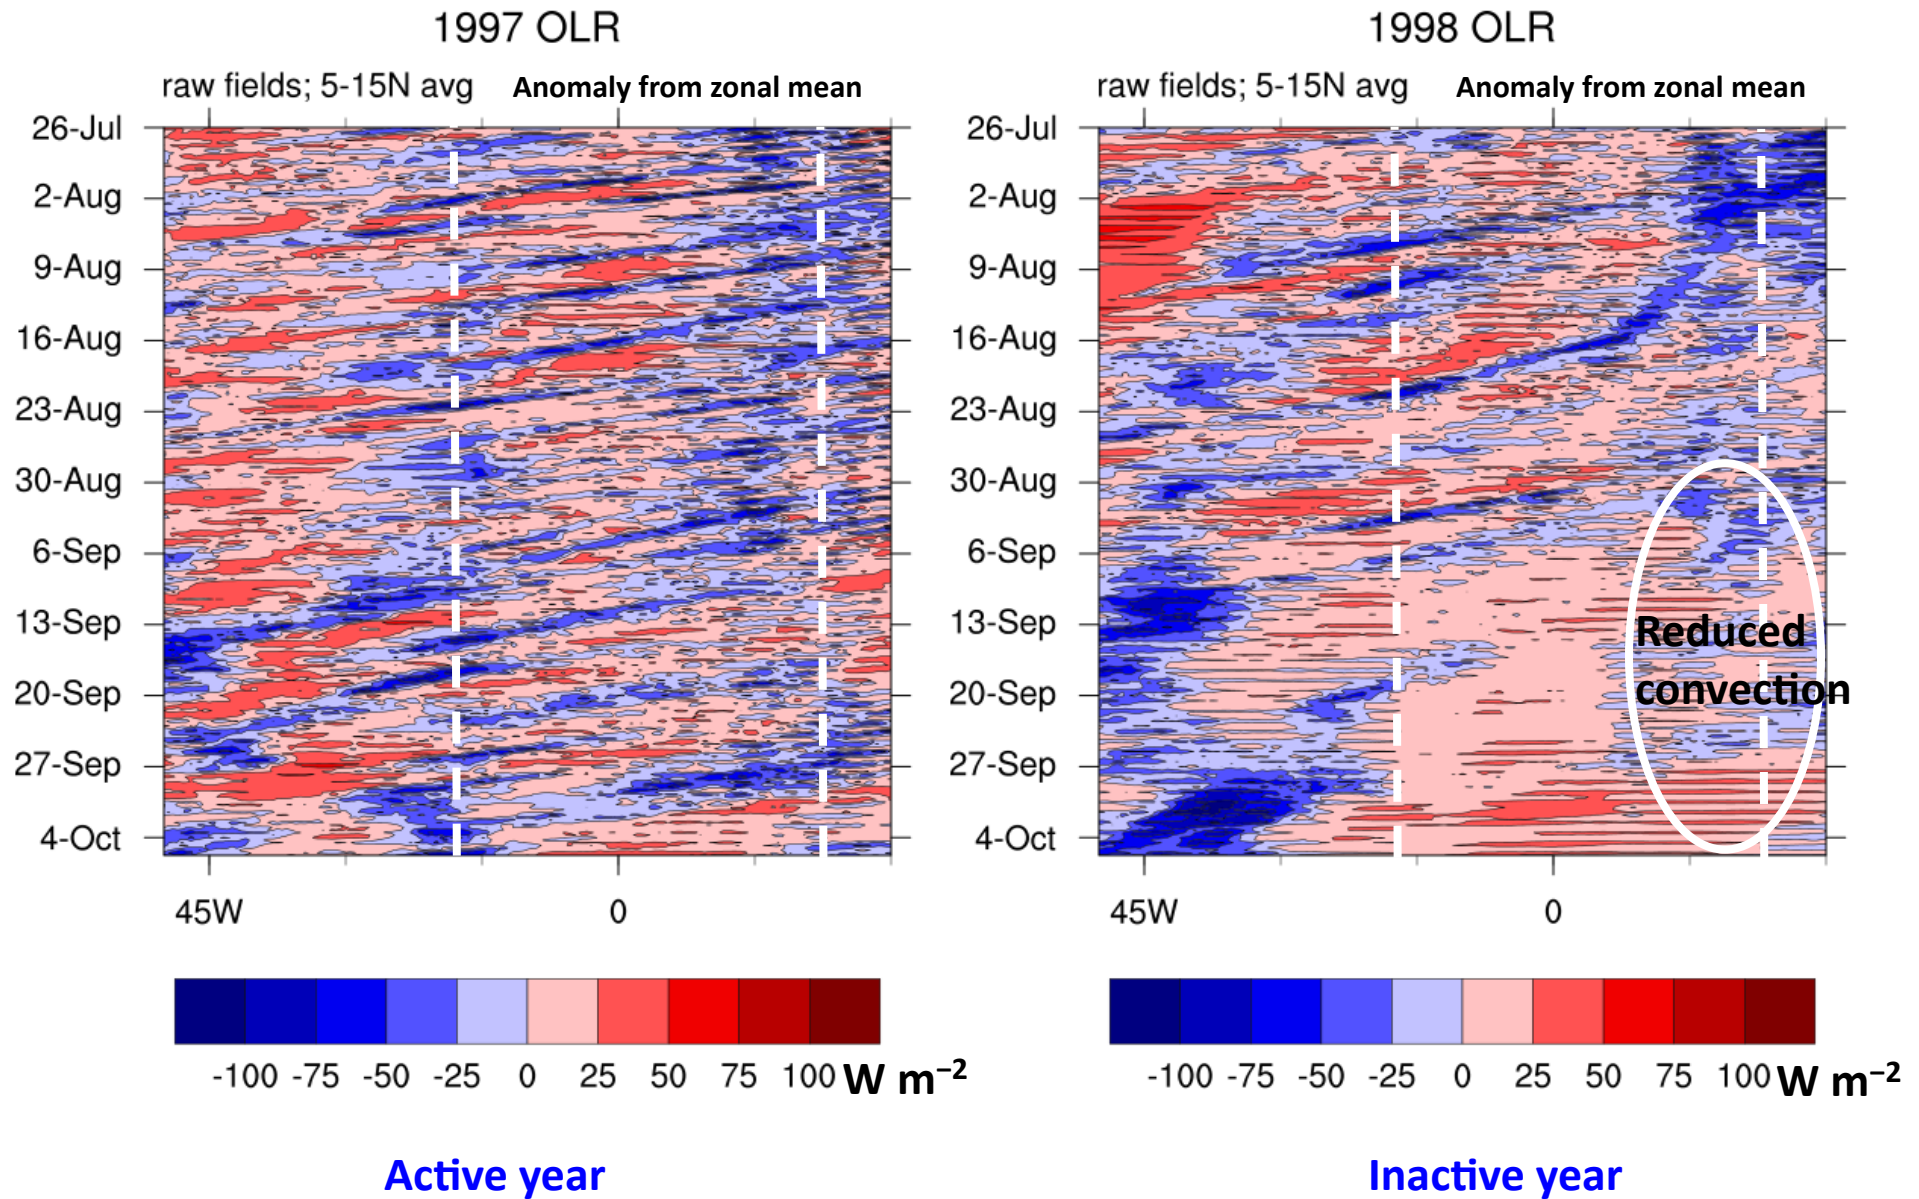 1997 OLR
raw fields; 5-15N avg Anomaly from zonal mean
26-Jul
2-Aug
9-Aug
16-Aug
23-Aug
30-Aug
6-Sep
13-Sep
20-Sep
27-Sep
4-Oct
45W 0
-100 -75 -50 -25 0 25 50 75 100 W m⁻²
Active year
1998 OLR
raw fields; 5-15N avg Anomaly from zonal mean
26-Jul
2-Aug
9-Aug
16-Aug
23-Aug
30-Aug
6-Sep
13-Sep
20-Sep
27-Sep
4-Oct
Reduced
convection
45W 0
-100 -75 -50 -25 0 25 50 75 100 W m⁻²
Inactive year